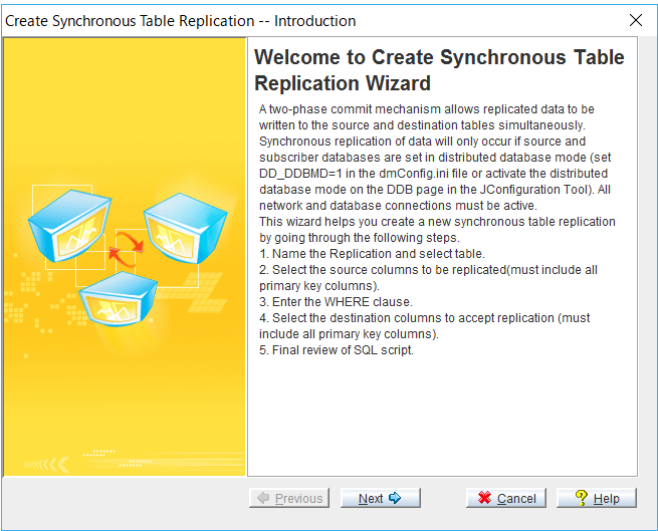 Create Synchronous Table Replication -- Introduction
Welcome to Create Synchronous Table
Replication Wizard
A two-phase commit mechanism allows replicated data to be
written to the source and destination tables simultaneously.
Synchronous replication of data will only occur if source and
subscriber databases are set in distributed database mode (set
DD_DDBMD=1 in the dmConfig.ini file or activate the distributed
database mode on the DDB page in the JConfiguration Tool). All
network and database connections must be active.
This wizard helps you create a new synchronous table replication
by going through the following steps.
1. Name the Replication and select table.
2. Select the source columns to be replicated(must include all
primary key columns).
3. Enter the WHERE clause.
4. Select the destination columns to accept replication (must
include all primary key columns).
5. Final review of SQL script.
Previous
Next
Cancel
Help